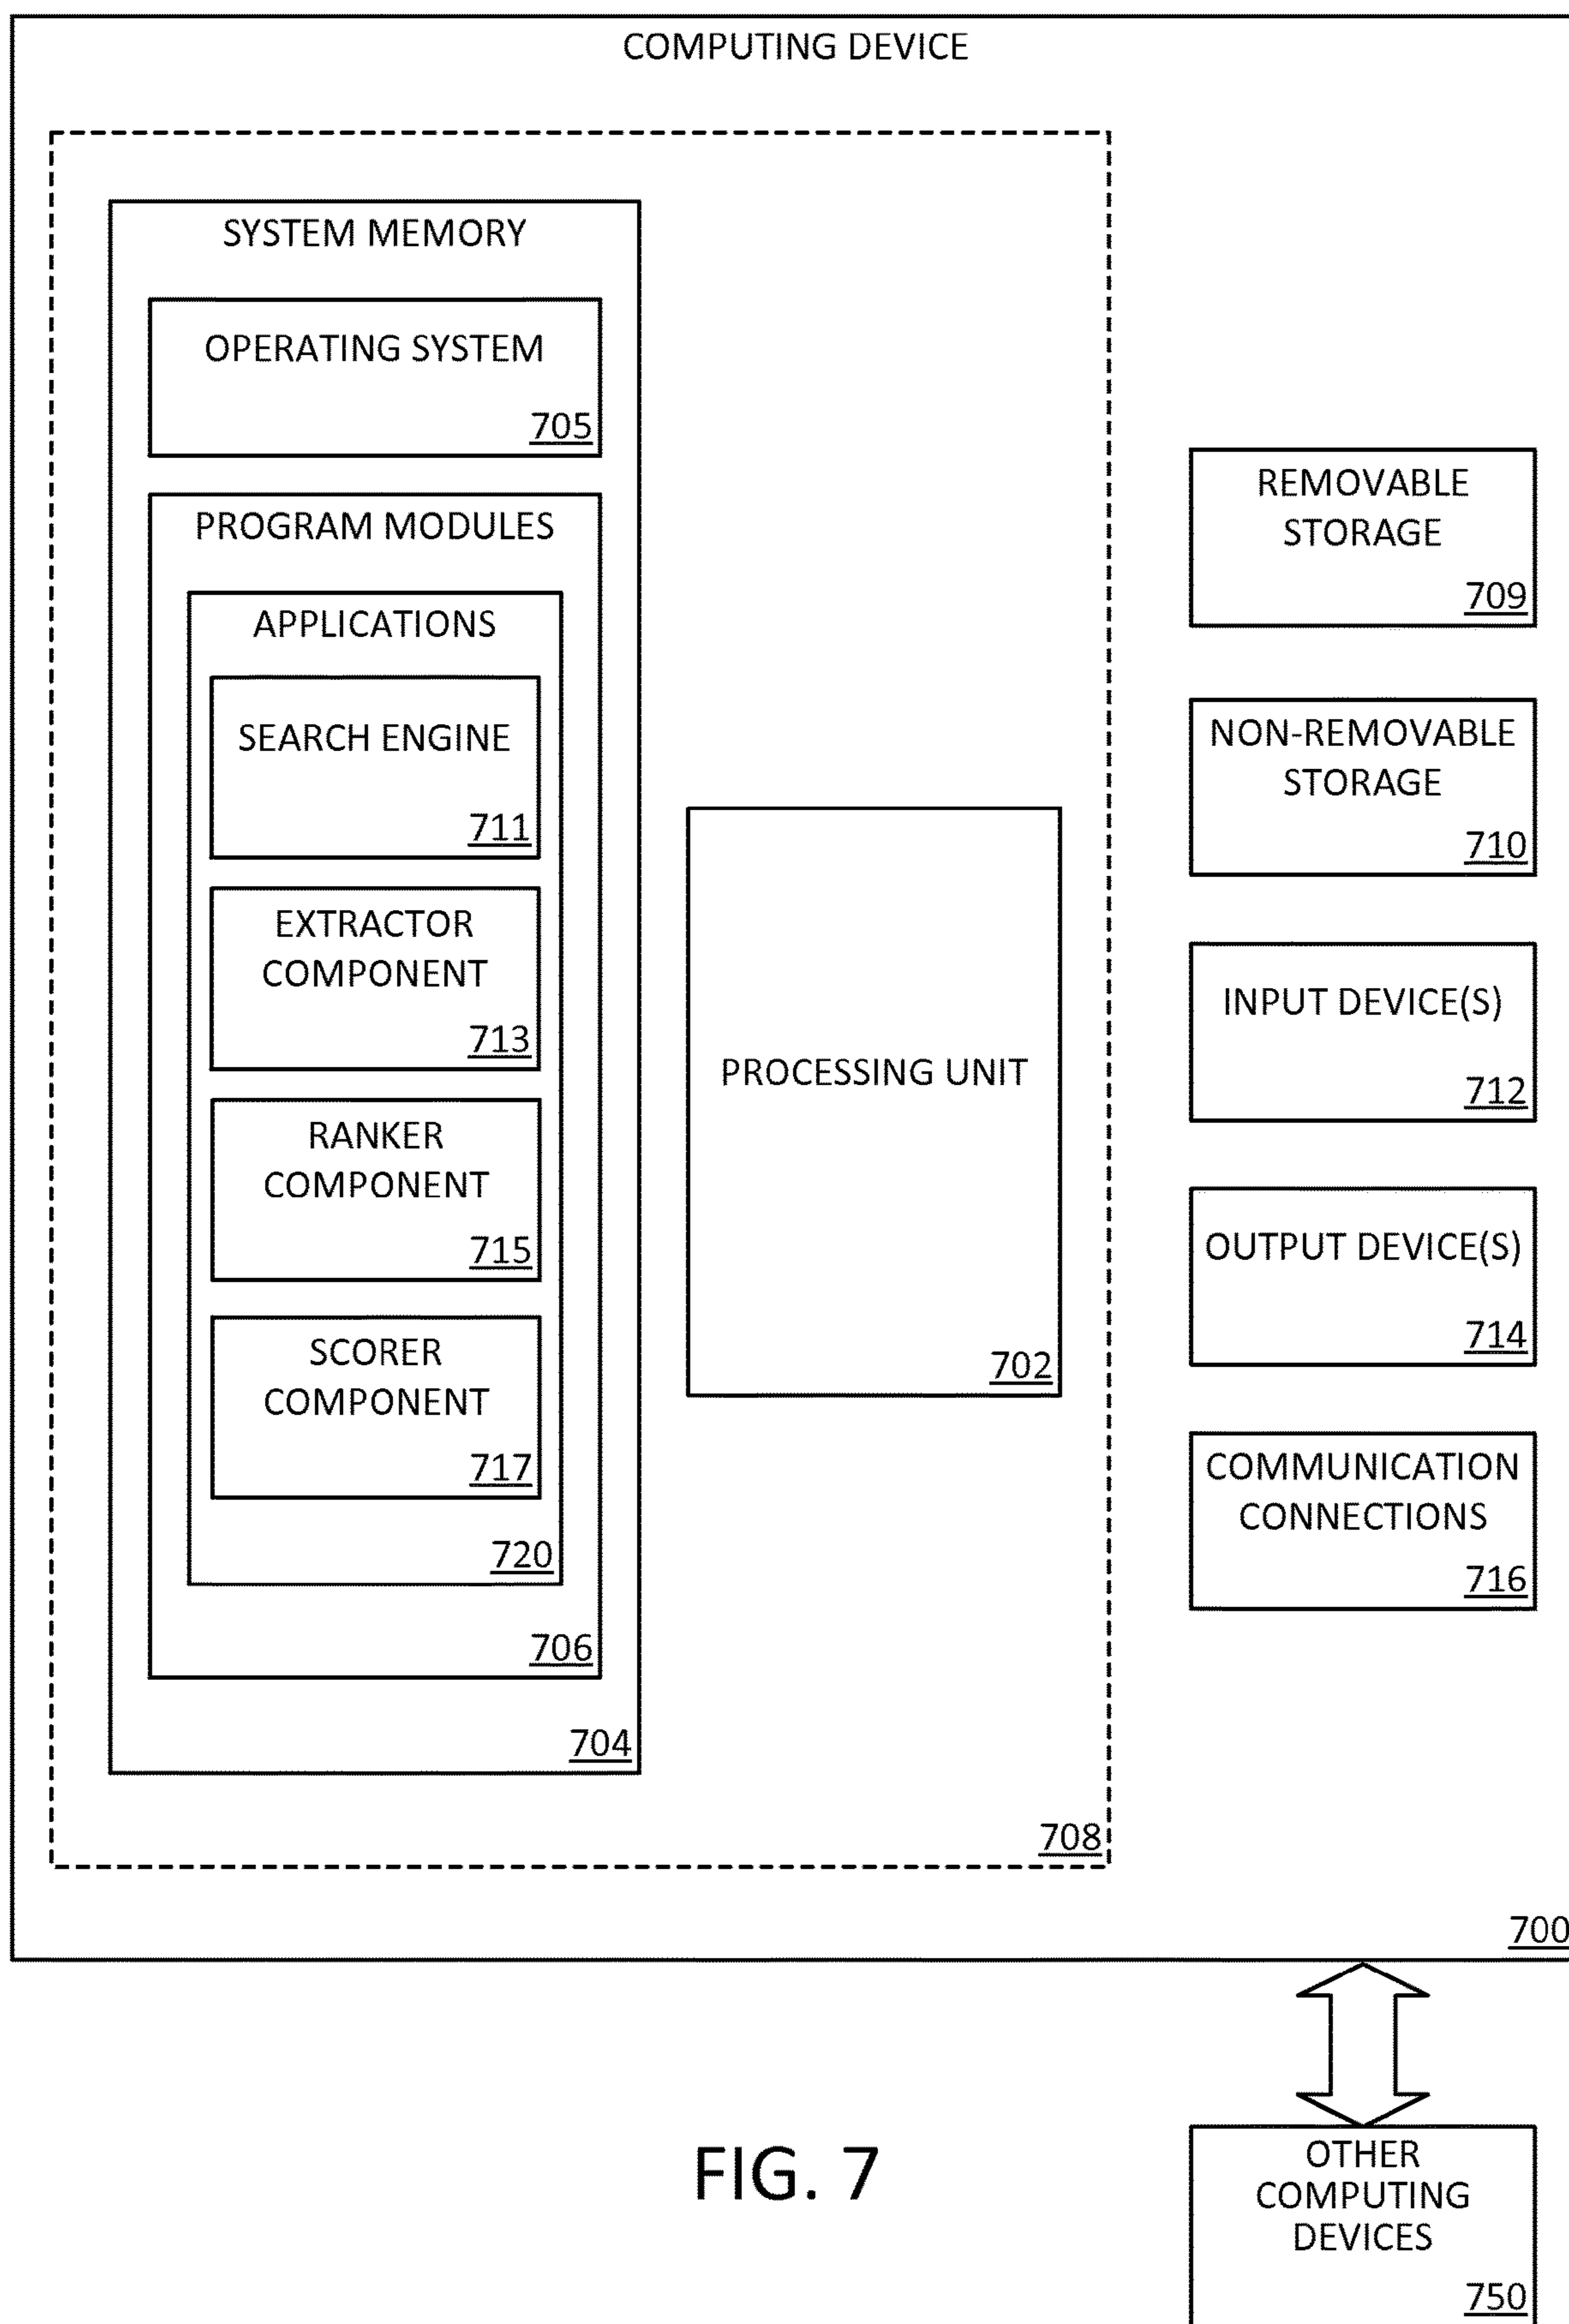 COMPUTING DEVICE
SYSTEM MEMORY
OPERATING SYSTEM
705
PROGRAM MODULES
APPLICATIONS
SEARCH ENGINE
711
EXTRACTOR
COMPONENT
713
RANKER
COMPONENT
715
SCORER
COMPONENT
717
720
706
704
PROCESSING UNIT
702
708
REMOVABLE
STORAGE
709
NON-REMOVABLE
STORAGE
710
INPUT DEVICE(S)
712
OUTPUT DEVICE(S)
714
COMMUNICATION
CONNECTIONS
716
700
OTHER
COMPUTING
DEVICES
750
FIG. 7